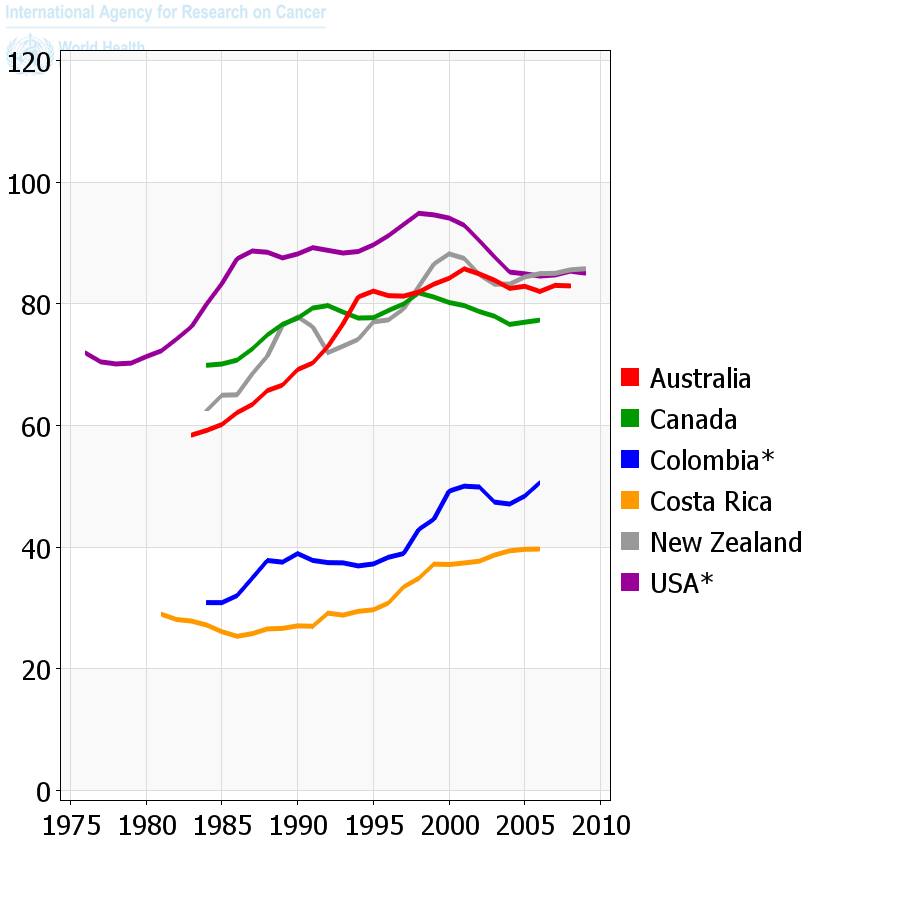 International Agency for Research on Cancer
World Health
120
100
80
60
40
20
0
1975 1980 1985 1990 1995 2000 2005 2010
Australia
Canada
Colombia*
Costa Rica
New Zealand
USA*